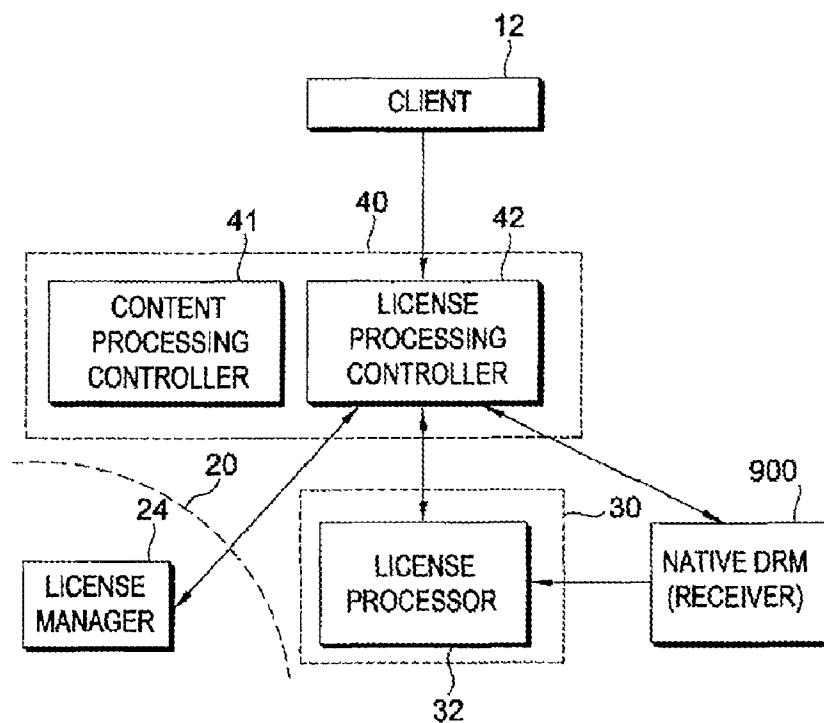 12
CLIENT
41
40
42
CONTENT
PROCESSING
CONTROLLER
LICENSE
PROCESSING
CONTROLLER
20
24
LICENSE
MANAGER
30
LICENSE
PROCESSOR
32
900
NATIVE DRM
(RECEIVER)